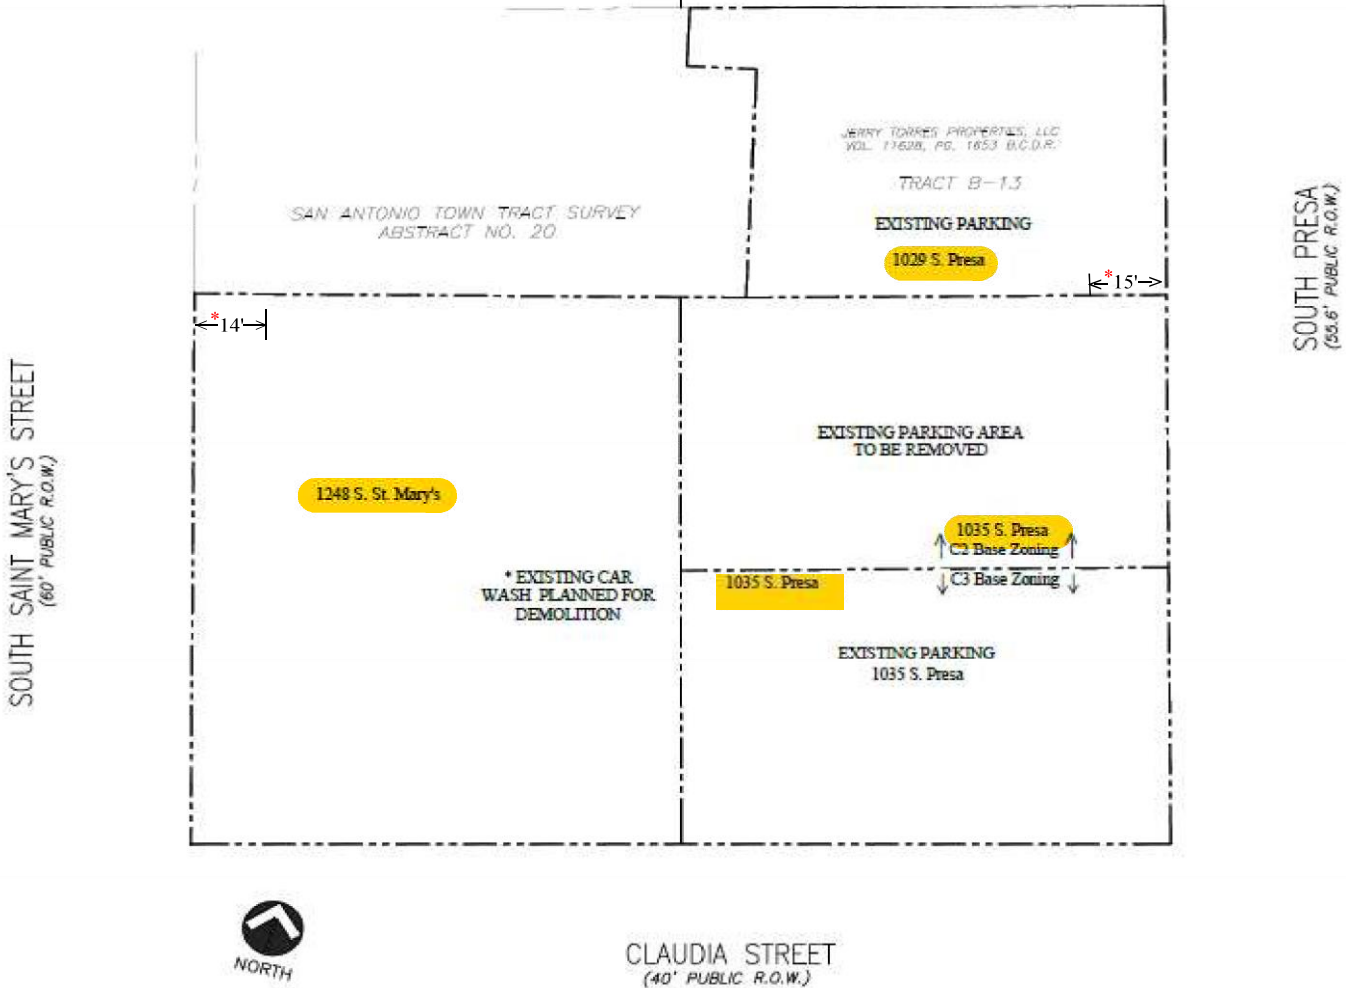 JERRY TORRES PROPERTIES, LLC
VOL. 11628, PG. 1653 B.C.D.R.
TRACT B-13
EXISTING PARKING
1029 S. Presa
*15'
SAN ANTONIO TOWN TRACT SURVEY
ABSTRACT NO. 20
*14'
SOUTH PRESA
(55.6' PUBLIC R.O.W.)
SOUTH SAINT MARY'S STREET
(60' PUBLIC R.O.W.)
1248 S. St. Mary's
EXISTING PARKING AREA
TO BE REMOVED
1035 S. Presa
C2 Base Zoning
C3 Base Zoning
1035 S. Presa
* EXISTING CAR
WASH PLANNED FOR
DEMOLITION
EXISTING PARKING
1035 S. Presa
NORTH
CLAUDIA STREET
(40' PUBLIC R.O.W.)